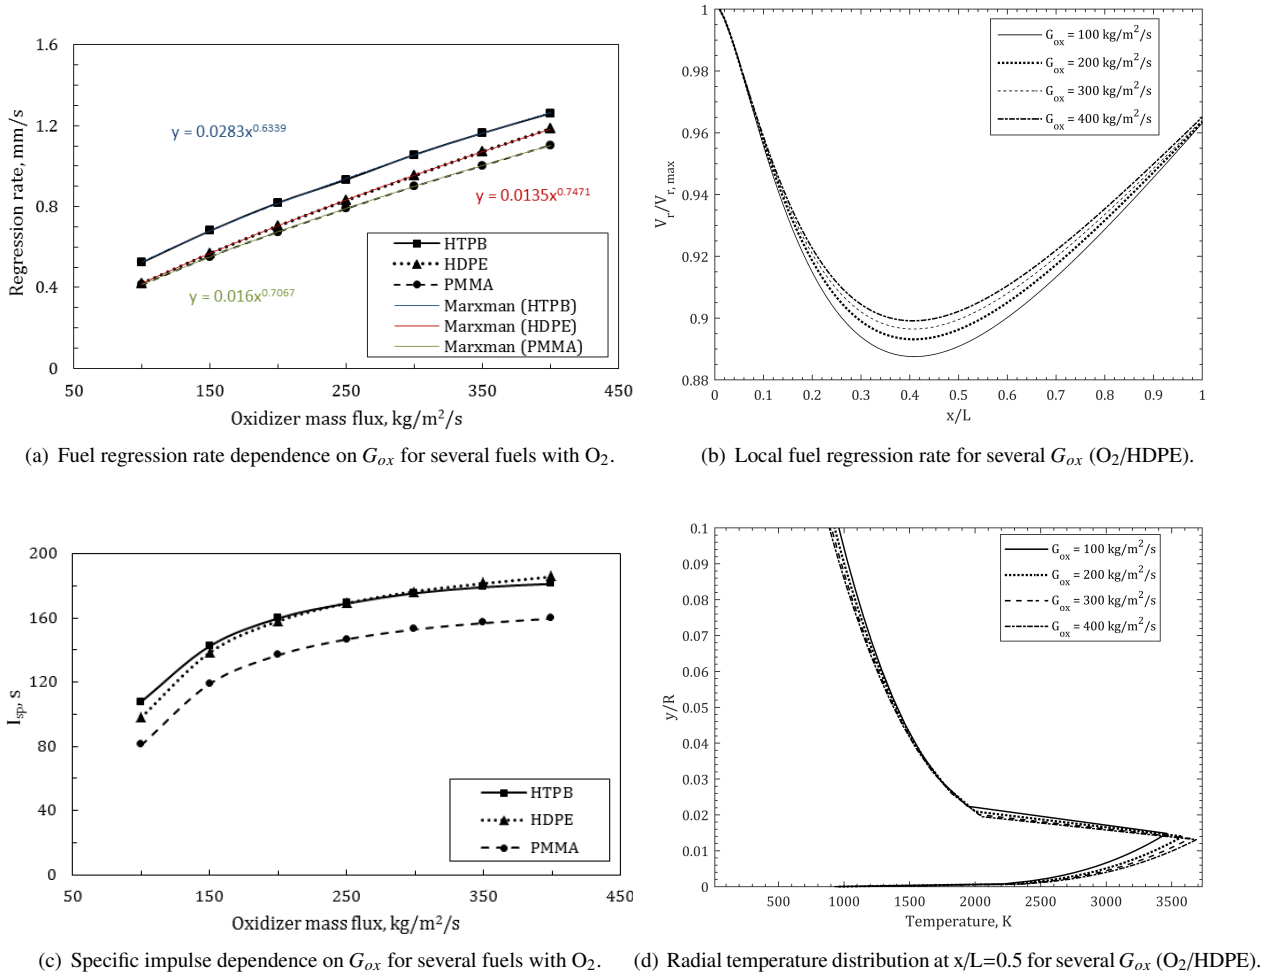 1.6
1.2
0.8
0.4
0
Regression rate, mm/s
y = 0.0283x^0.6339
y = 0.0135x^0.7471
y = 0.016x^0.7067
HTPB
HDPE
PMMA
Marxman (HTPB)
Marxman (HDPE)
Marxman (PMMA)
50 150 250 350 450
Oxidizer mass flux, kg/m²/s
(a) Fuel regression rate dependence on G_ox for several fuels with O₂.
1
0.98
0.96
0.94
0.92
0.9
0.88
V_r/V_r, max
G_ox = 100 kg/m²/s
G_ox = 200 kg/m²/s
G_ox = 300 kg/m²/s
G_ox = 400 kg/m²/s
0 0.1 0.2 0.3 0.4 0.5 0.6 0.7 0.8 0.9 1
x/L
(b) Local fuel regression rate for several G_ox (O₂/HDPE).
200
160
120
80
40
0
I_sp, s
HTPB
HDPE
PMMA
50 150 250 350 450
Oxidizer mass flux, kg/m²/s
(c) Specific impulse dependence on G_ox for several fuels with O₂.
0.1
0.09
0.08
0.07
0.06
0.05
0.04
0.03
0.02
0.01
0
y/R
G_ox = 100 kg/m²/s
G_ox = 200 kg/m²/s
G_ox = 300 kg/m²/s
G_ox = 400 kg/m²/s
500 1000 1500 2000 2500 3000 3500
Temperature, K
(d) Radial temperature distribution at x/L=0.5 for several G_ox (O₂/HDPE).